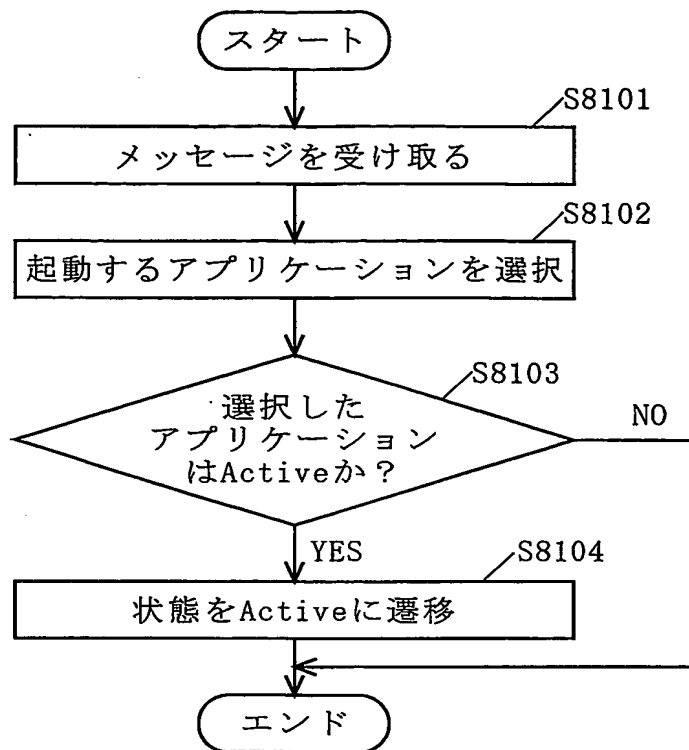 スタート
S8101
メッセージを受け取る
S8102
起動するアプリケーションを選択
S8103
選択した
アプリケーション
はActiveか？
NO
YES
S8104
状態をActiveに遷移
エンド